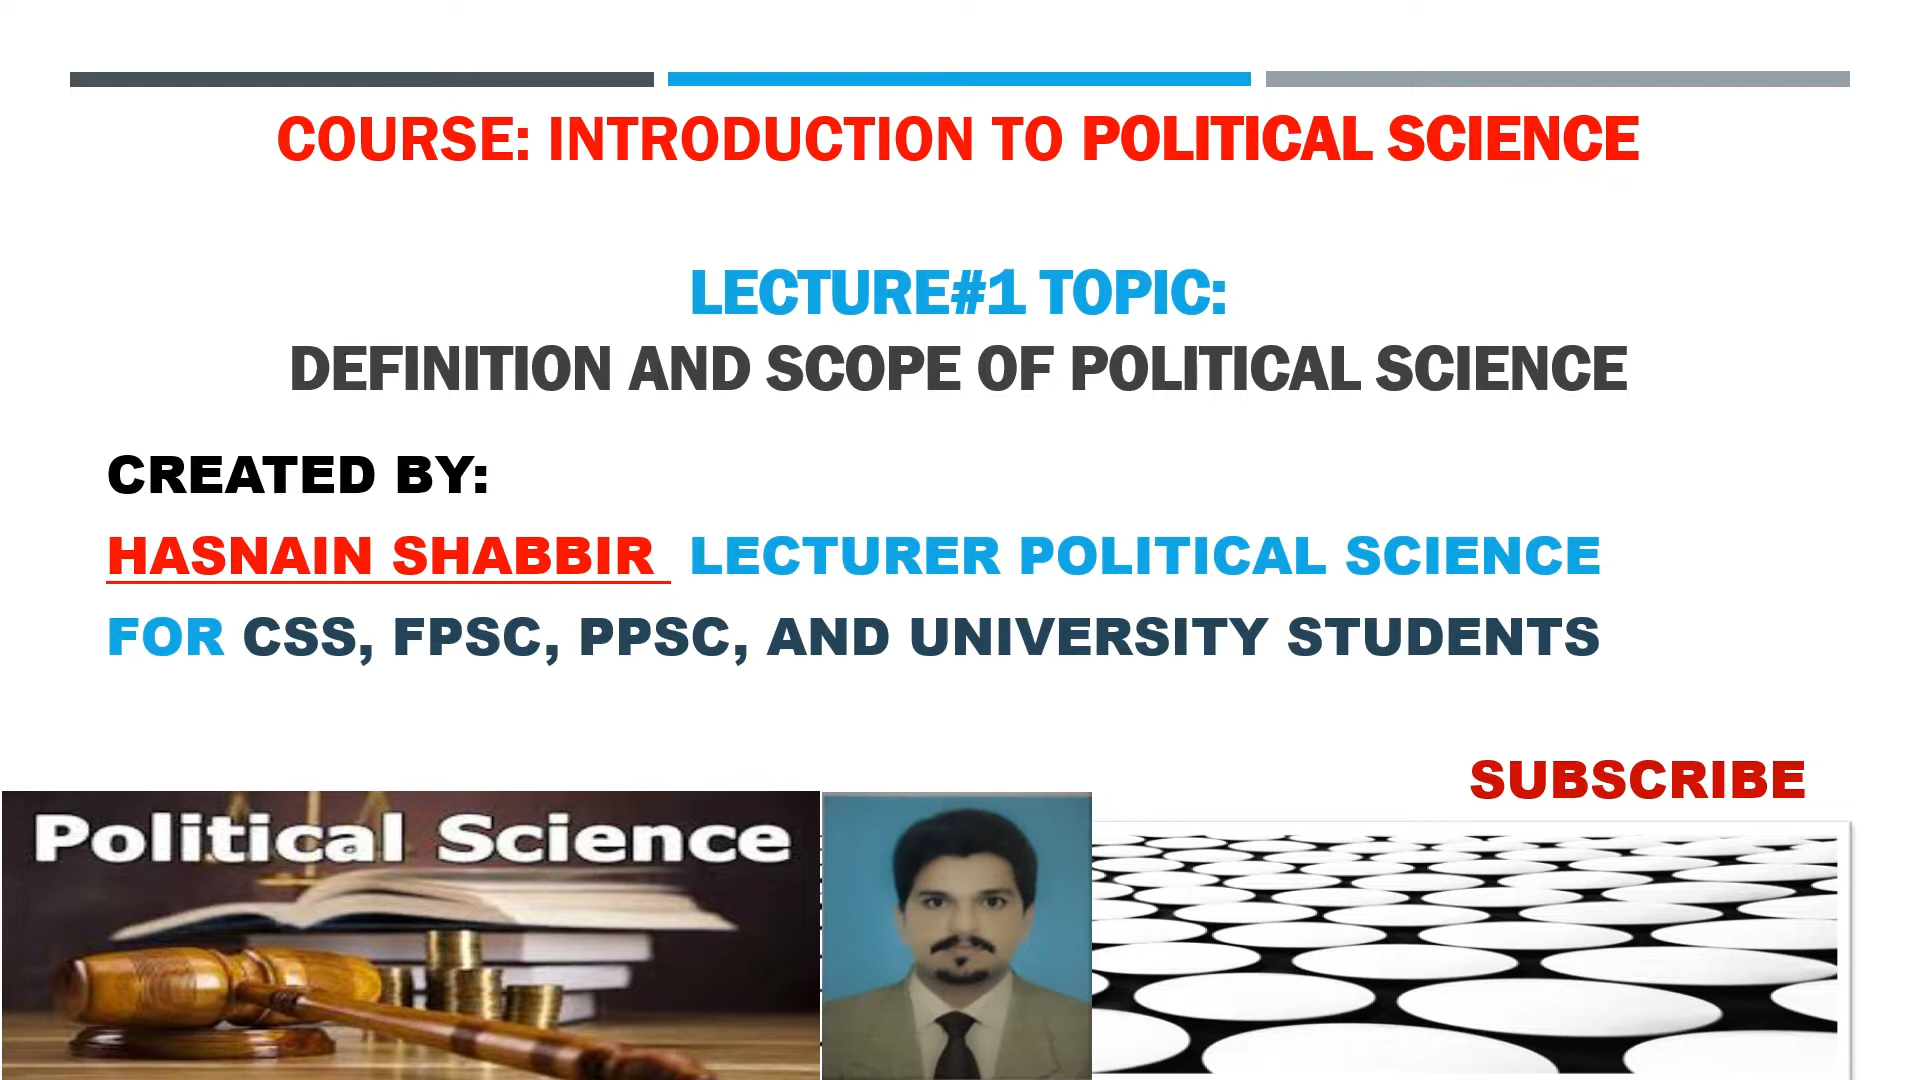 COURSE: INTRODUCTION TO POLITICAL SCIENCE
LECTURE#1 TOPIC:
DEFINITION AND SCOPE OF POLITICAL SCIENCE
CREATED BY:
HASNAIN SHABBIR LECTURER POLITICAL SCIENCE
FOR CSS, FPSC, PPSC, AND UNIVERSITY STUDENTS
SUBSCRIBE
Political Science